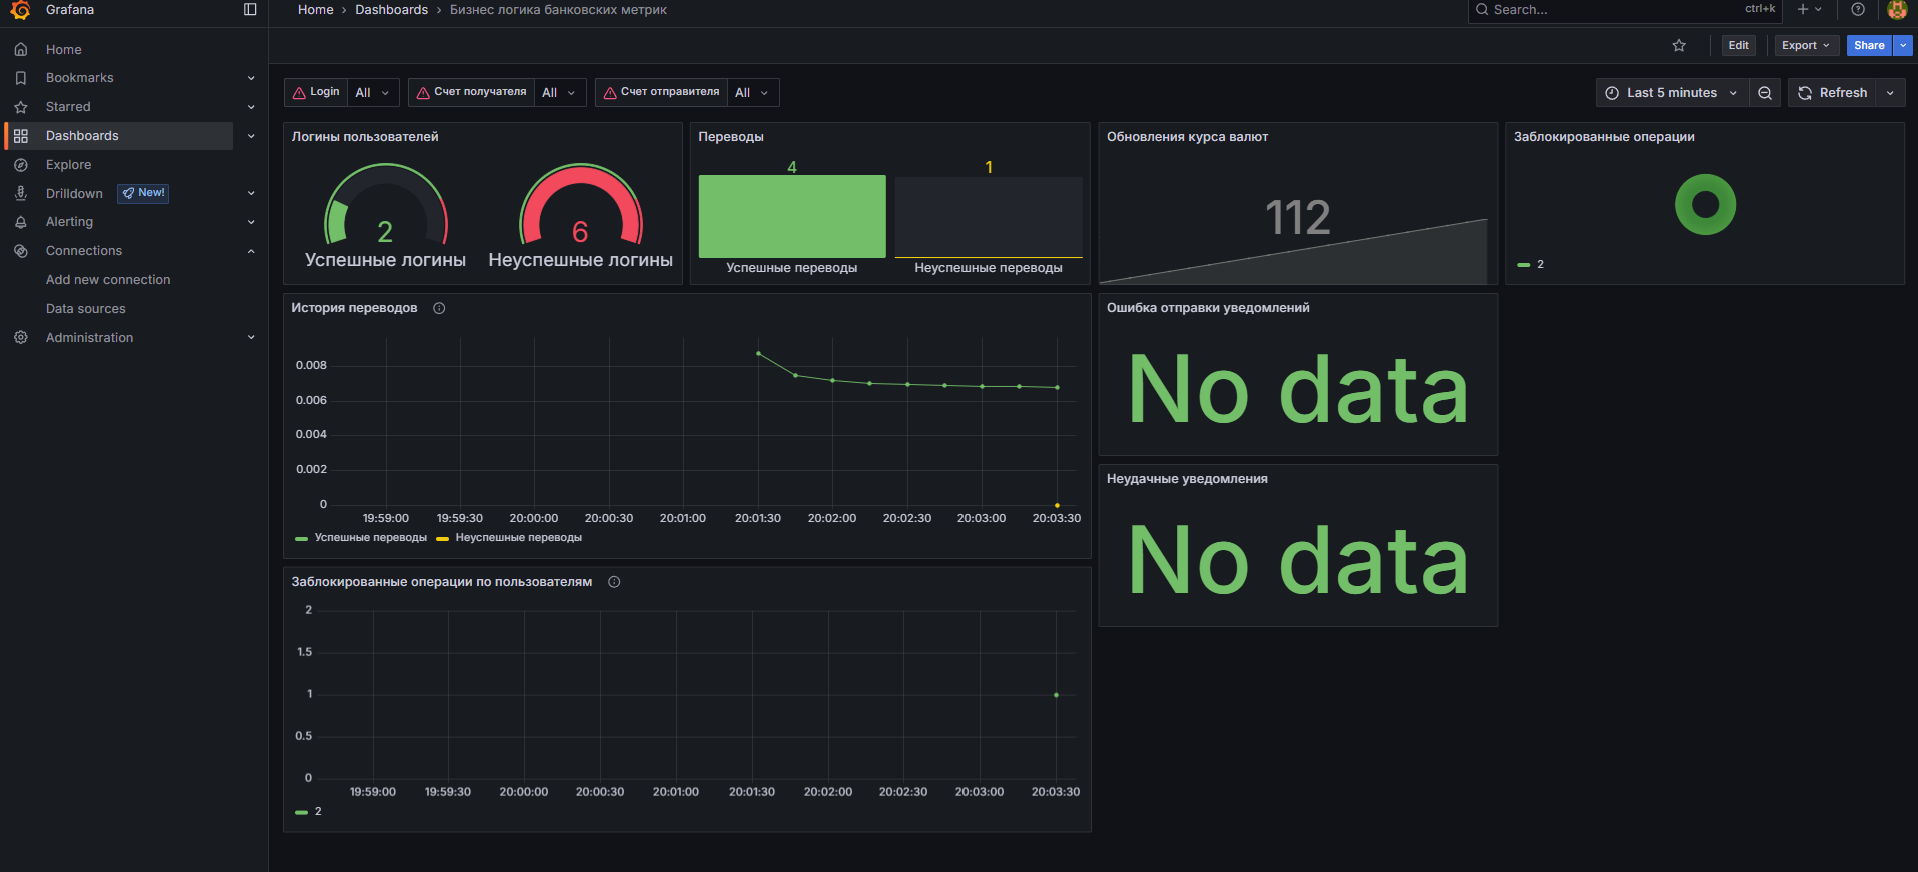 Grafana
Home › Dashboards › Бизнес логика банковских метрик
Search...
ctrl+k
Home
Bookmarks
Starred
Dashboards
Explore
Drilldown
New!
Alerting
Connections
Add new connection
Data sources
Administration
Edit
Export
Share
Login
All
Счет получателя
All
Счет отправителя
All
Last 5 minutes
Refresh
Логины пользователей
2
Успешные логины
6
Неуспешные логины
Переводы
4
Успешные переводы
1
Неуспешные переводы
Обновления курса валют
112
Заблокированные операции
2
История переводов
0.008
0.006
0.004
0.002
0
19:59:00 19:59:30 20:00:00 20:00:30 20:01:00 20:01:30 20:02:00 20:02:30 20:03:00 20:03:30
Успешные переводы Неуспешные переводы
Ошибка отправки уведомлений
No data
Неудачные уведомления
No data
Заблокированные операции по пользователям
2
1.5
1
0.5
0
19:59:00 19:59:30 20:00:00 20:00:30 20:01:00 20:01:30 20:02:00 20:02:30 20:03:00 20:03:30
2